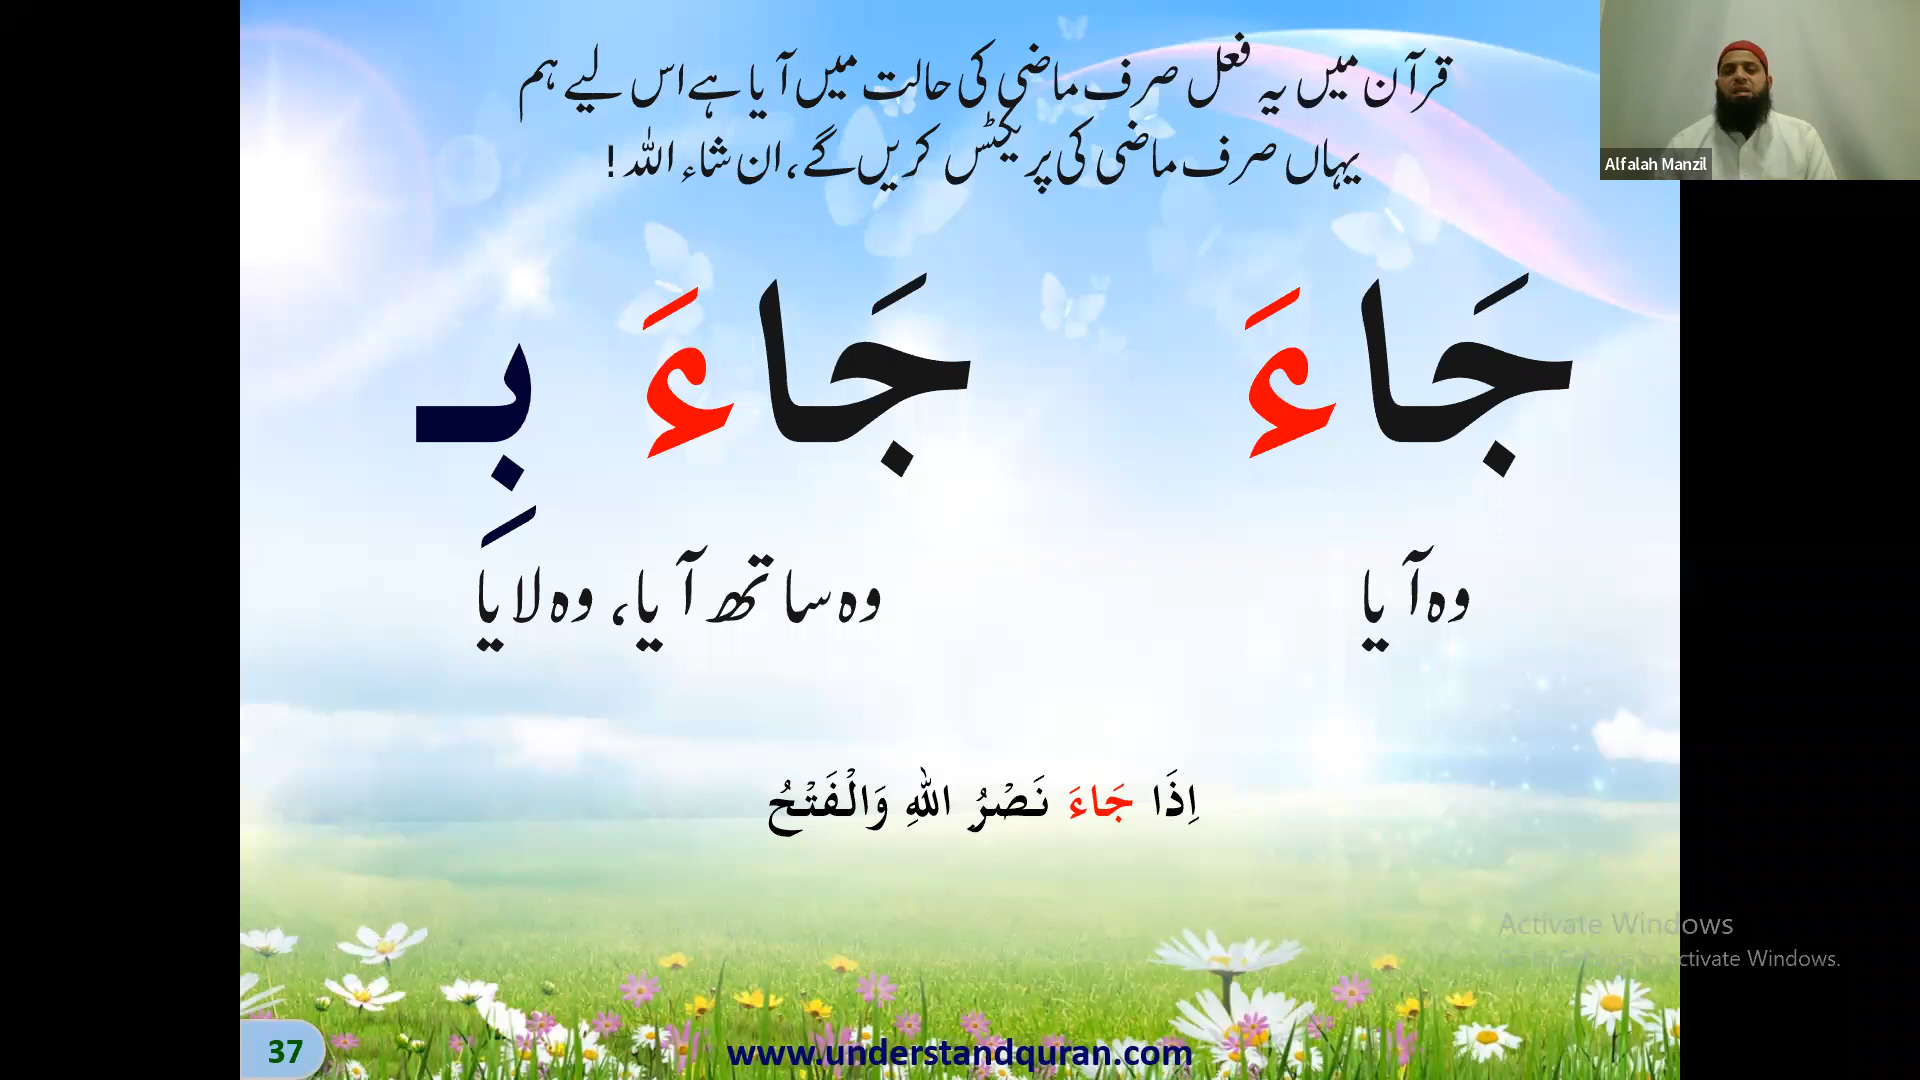 قرآن میں یہ فعل صرف ماضی کی حالت میں آیا ہے اس لیے ہم
یہاں صرف ماضی کی پریکٹس کریں گے، ان شاء اللہ!
Alfalah Manzil
جَاءَ جَاءَ بِـ
وہ آیا وہ ساتھ آیا، وہ لایا
اِذَا جَاءَ نَصْرُ اللّٰهِ وَالْفَتْحُ
Activate Windows
Activate Windows.
37
www.understandquran.com